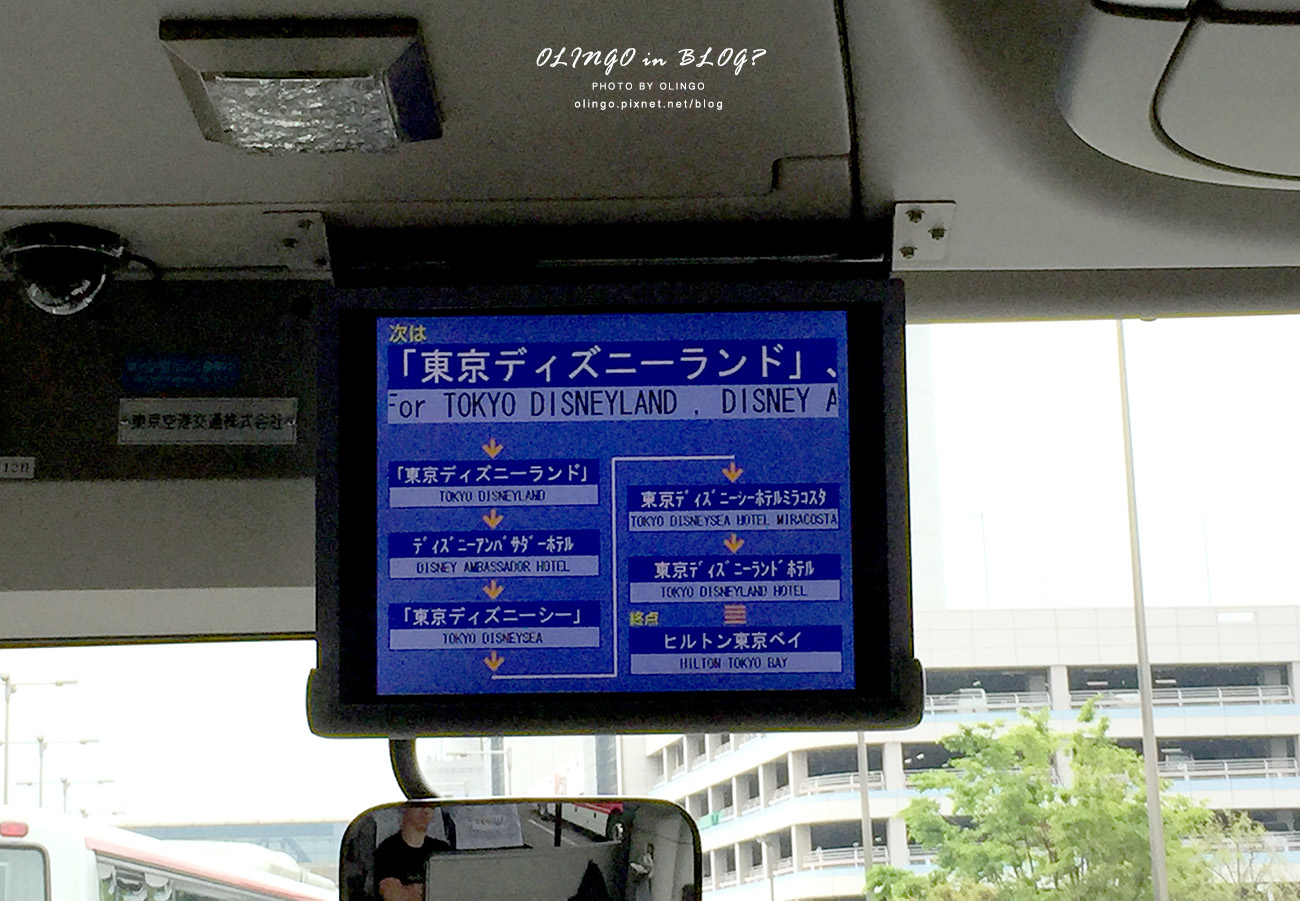 OLINGO in BLOG?
PHOTO BY OLINGO
olingo.pixnet.net/blog
次は
「東京ディズニーランド」、
For TOKYO DISNEYLAND . DISNEY A
「東京ディズニーランド」
TOKYO DISNEYLAND
ディズニーアンバサダーホテル
DISNEY AMBASSADOR HOTEL
「東京ディズニーシー」
TOKYO DISNEYSEA
東京ディズニーシーホテルミラコスタ
TOKYO DISNEYSEA HOTEL MIRACOSTA
東京ディズニーランドホテル
TOKYO DISNEYLAND HOTEL
終点
ヒルトン東京ベイ
HILTON TOKYO BAY
東京空港交通株式会社